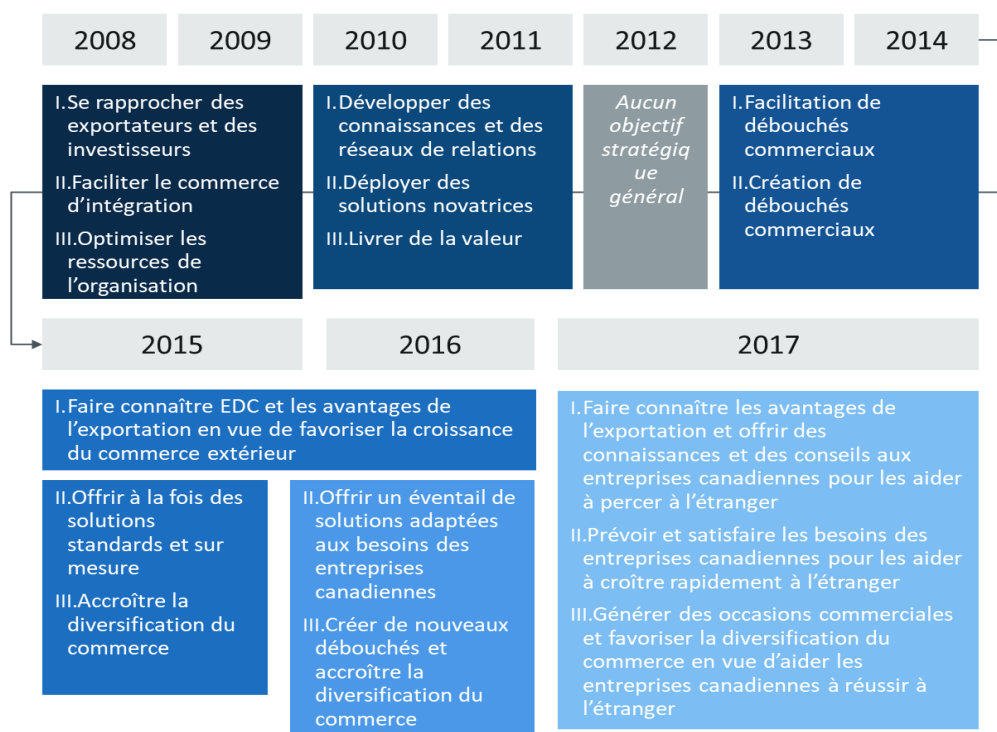 2008
2009
2010
2011
2012
2013
2014
I.Se rapprocher des
exportateurs et des
investisseurs
II.Faciliter le commerce
d’intégration
III.Optimiser les
ressources de
l’organisation
I.Développer des
connaissances et des
réseaux de relations
II.Déployer des
solutions novatrices
III.Livrer de la valeur
Aucun
objectif
stratégiq
ue
général
I.Facilitation de
débouchés
commerciaux
II.Création de
débouchés
commerciaux
2015
2016
2017
I.Faire connaître EDC et les avantages de
l’exportation en vue de favoriser la croissance
du commerce extérieur
II.Offrir à la fois des
solutions
standards et sur
mesure
III.Accroître la
diversification du
commerce
II.Offrir un éventail de
solutions adaptées
aux besoins des
entreprises
canadiennes
III.Créer de nouveaux
débouchés et
accroître la
diversification du
commerce
I.Faire connaître les avantages de
l’exportation et offrir des
connaissances et des conseils aux
entreprises canadiennes pour les aider
à percer à l’étranger
II.Prévoir et satisfaire les besoins des
entreprises canadiennes pour les aider
à croître rapidement à l’étranger
III.Générer des occasions commerciales
et favoriser la diversification du
commerce en vue d’aider les
entreprises canadiennes à réussir à
l’étranger